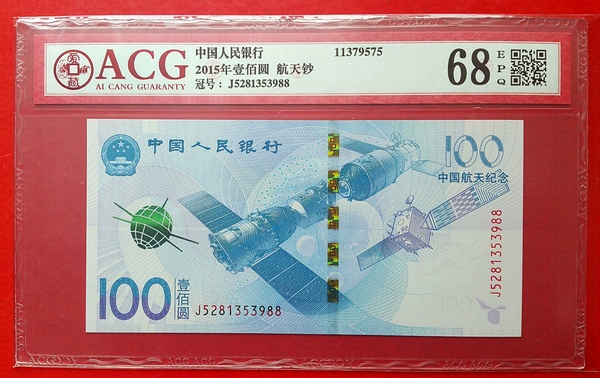 ACG
AI CANG GUARANTY
中国人民银行
11379575
2015年壹佰圆 航天钞
冠号: J5281353988
68
EPQ
中国人民银行
100
中国航天纪念
J5281353988
100
壹佰圆
J5281353988
100